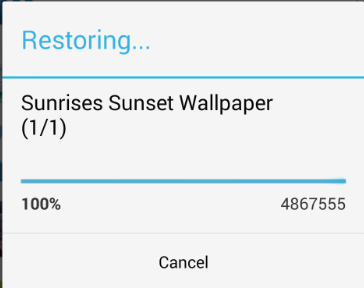 Restoring...
Sunrises Sunset Wallpaper
(1/1)
100% 4867555
Cancel